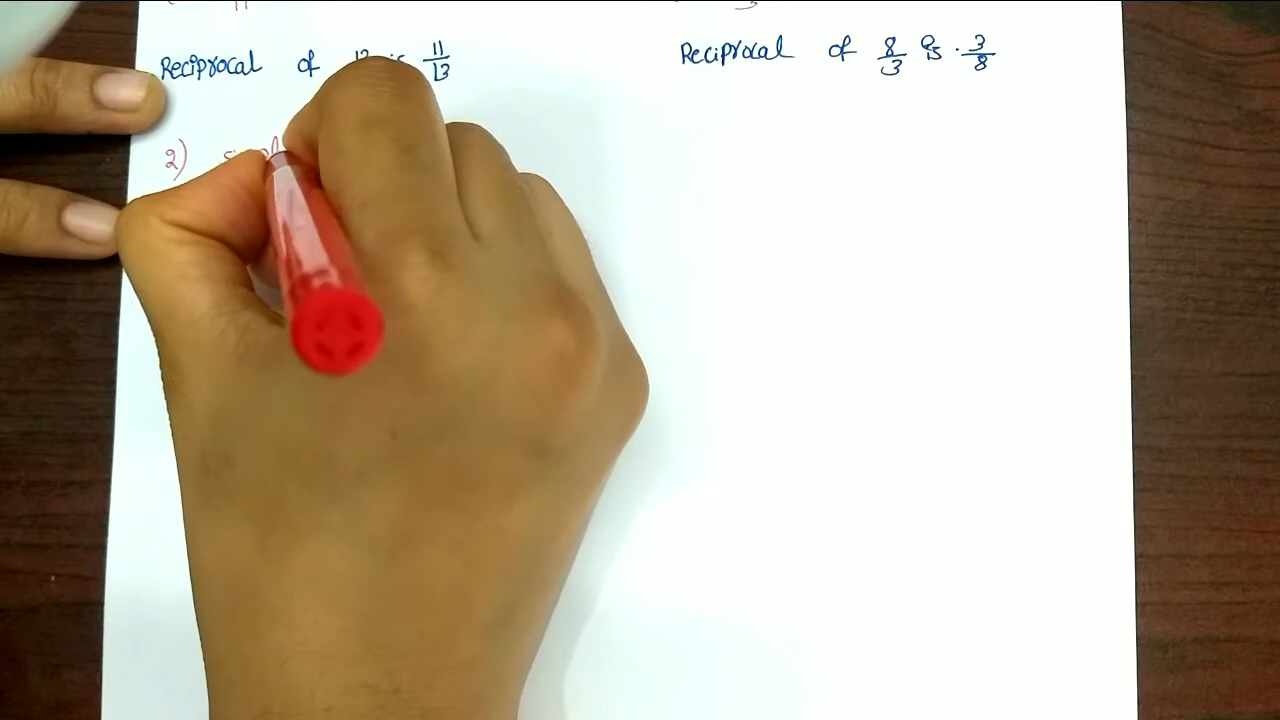 Reciprocal of is 11/13
Reciprocal of 8/3 is 3/8
2)